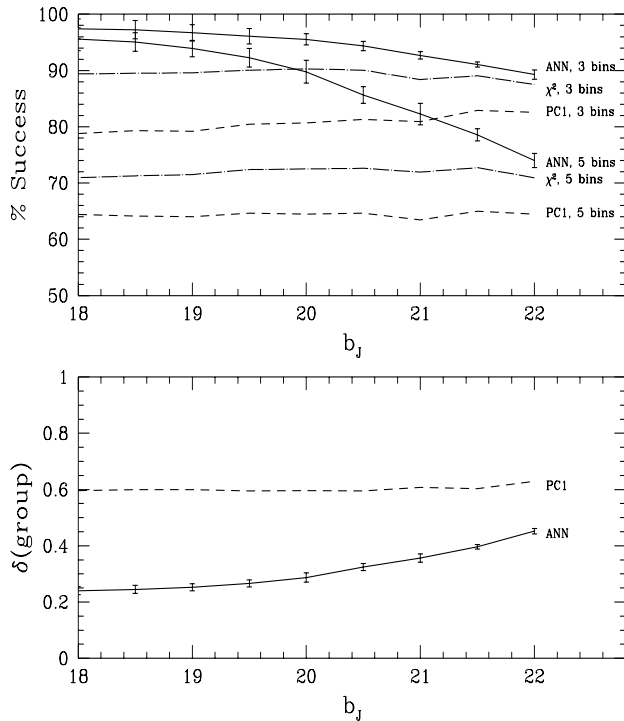 100
90
80
70
60
50
% Success
ANN, 3 bins
χ², 3 bins
PC1, 3 bins
ANN, 5 bins
χ², 5 bins
PC1, 5 bins
18 19 20 21 22
b_J
1
0.8
0.6
0.4
0.2
0
δ(group)
PC1
ANN
18 19 20 21 22
b_J